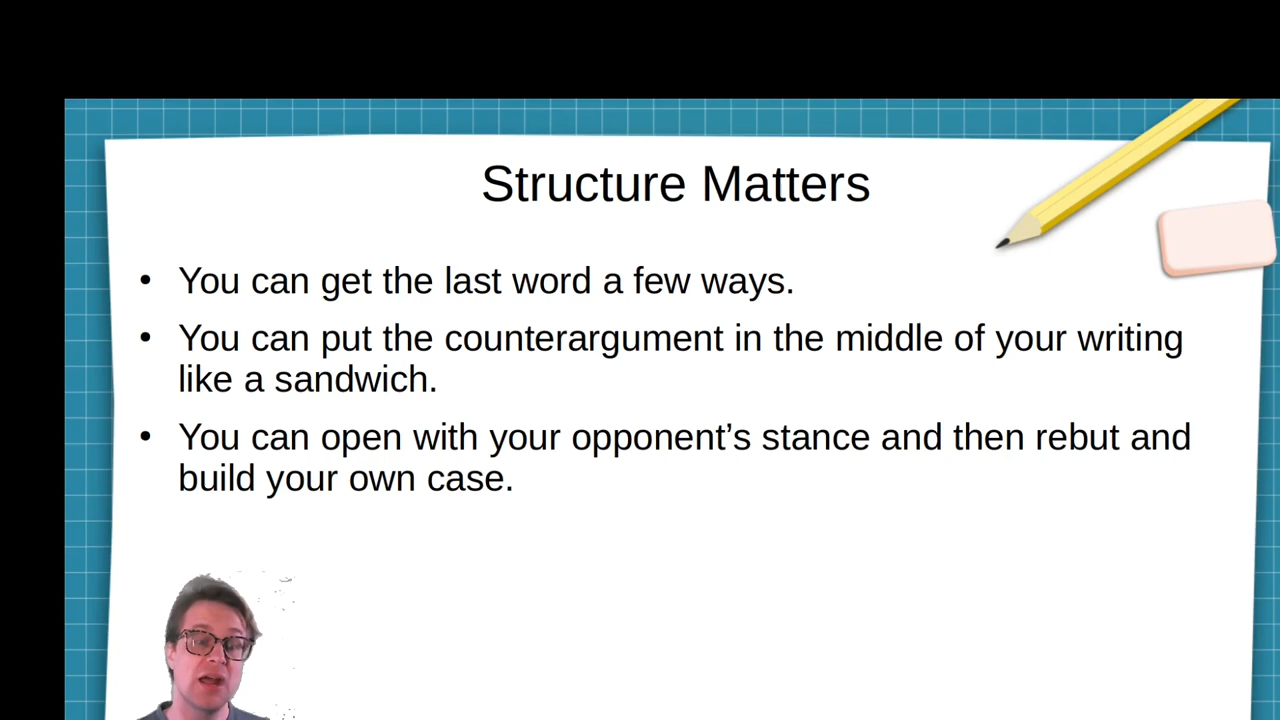 Structure Matters
• You can get the last word a few ways.
• You can put the counterargument in the middle of your writing
like a sandwich.
• You can open with your opponent’s stance and then rebut and
build your own case.